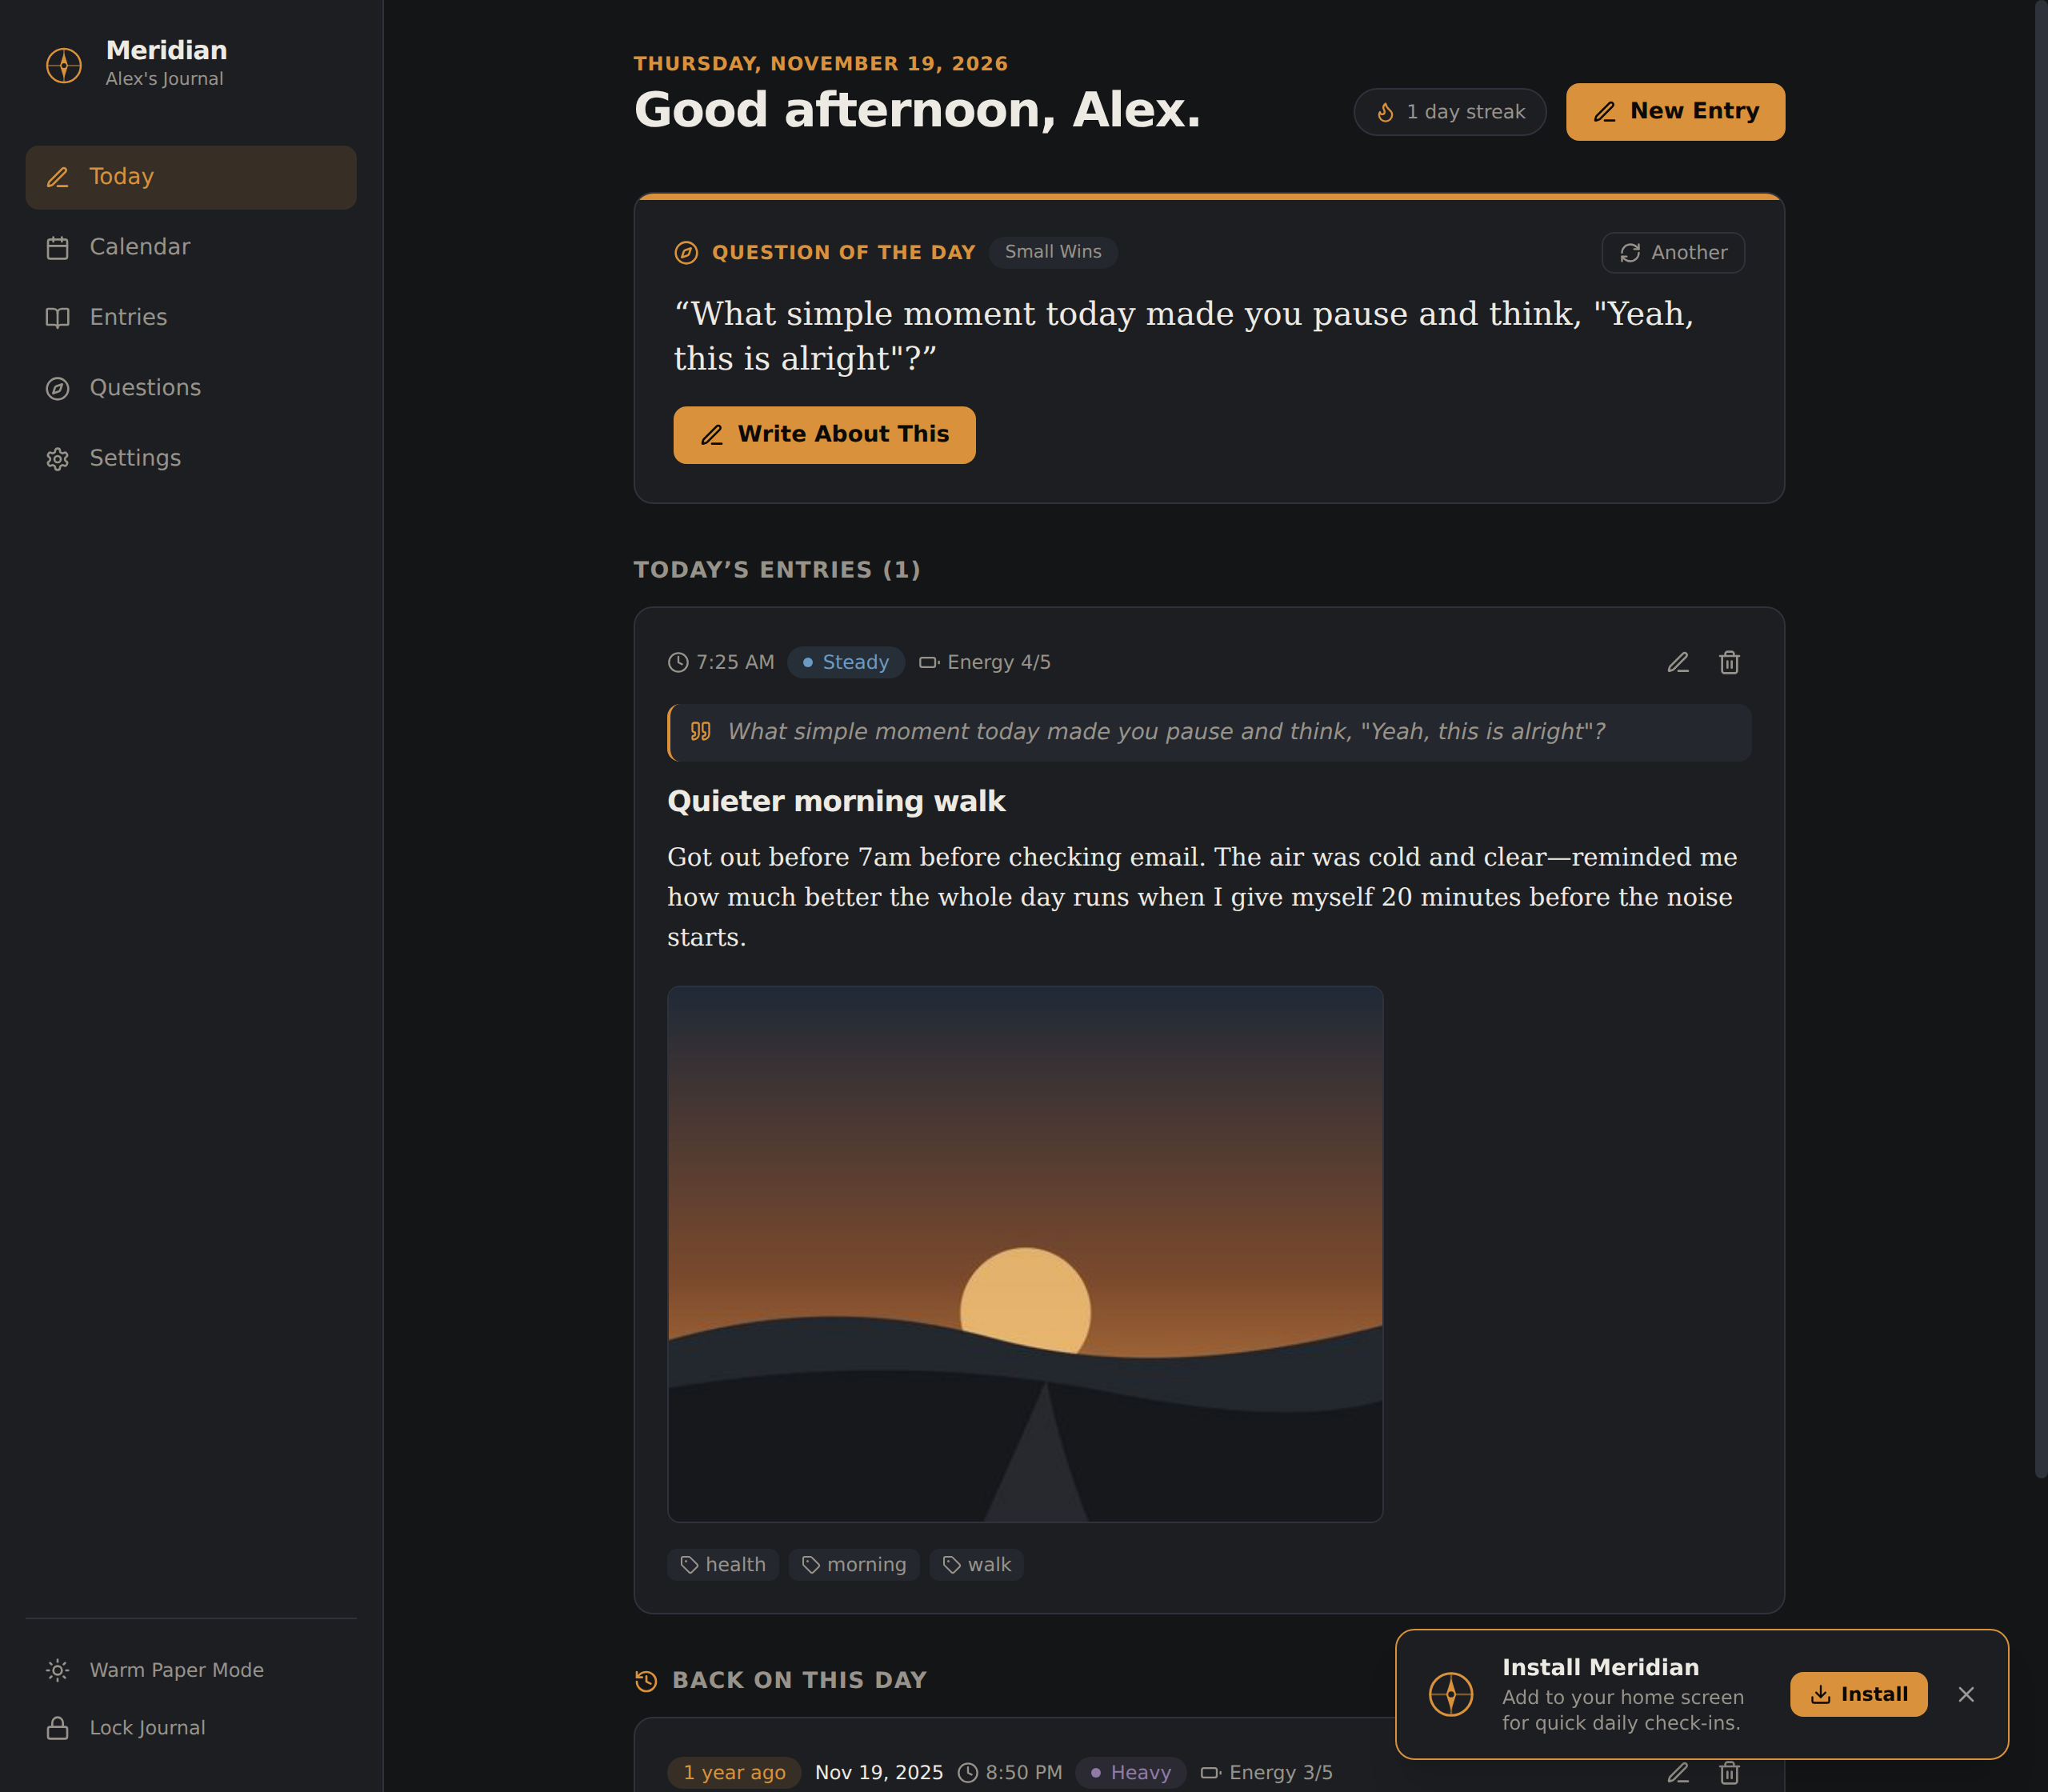 Meridian
Alex's Journal
Today
Calendar
Entries
Questions
Settings
Warm Paper Mode
Lock Journal
THURSDAY, NOVEMBER 19, 2026
Good afternoon, Alex.
1 day streak
New Entry
QUESTION OF THE DAY
Small Wins
Another
“What simple moment today made you pause and think, "Yeah,
this is alright"?”
Write About This
TODAY’S ENTRIES (1)
7:25 AM
Steady
Energy 4/5
What simple moment today made you pause and think, "Yeah, this is alright"?
Quieter morning walk
Got out before 7am before checking email. The air was cold and clear—reminded me
how much better the whole day runs when I give myself 20 minutes before the noise
starts.
health
morning
walk
BACK ON THIS DAY
1 year ago
Nov 19, 2025
8:50 PM
Heavy
Energy 3/5
Install Meridian
Add to your home screen
for quick daily check-ins.
Install